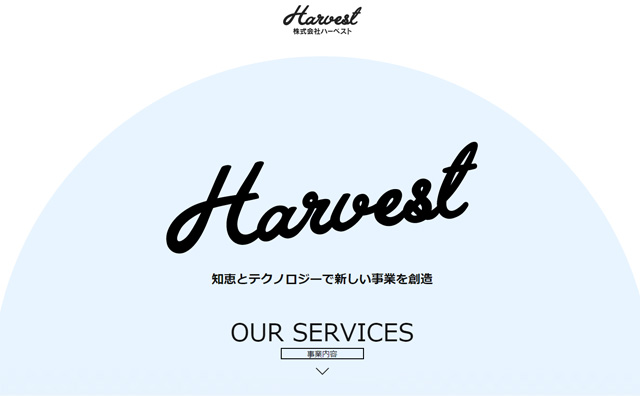 Harvest
株式会社ハーベスト
Harvest
知恵とテクノロジーで新しい事業を創造
OUR SERVICES
事業内容